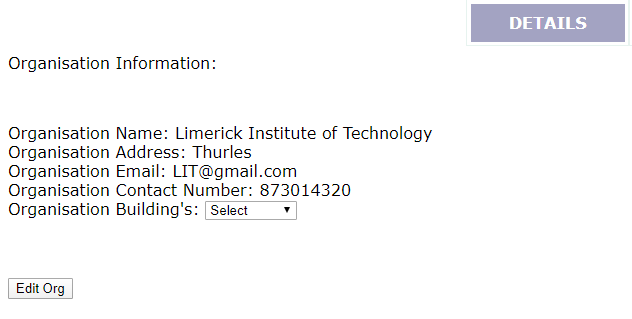 DETAILS
Organisation Information:
Organisation Name: Limerick Institute of Technology
Organisation Address: Thurles
Organisation Email: LIT@gmail.com
Organisation Contact Number: 873014320
Organisation Building's: Select
Edit Org